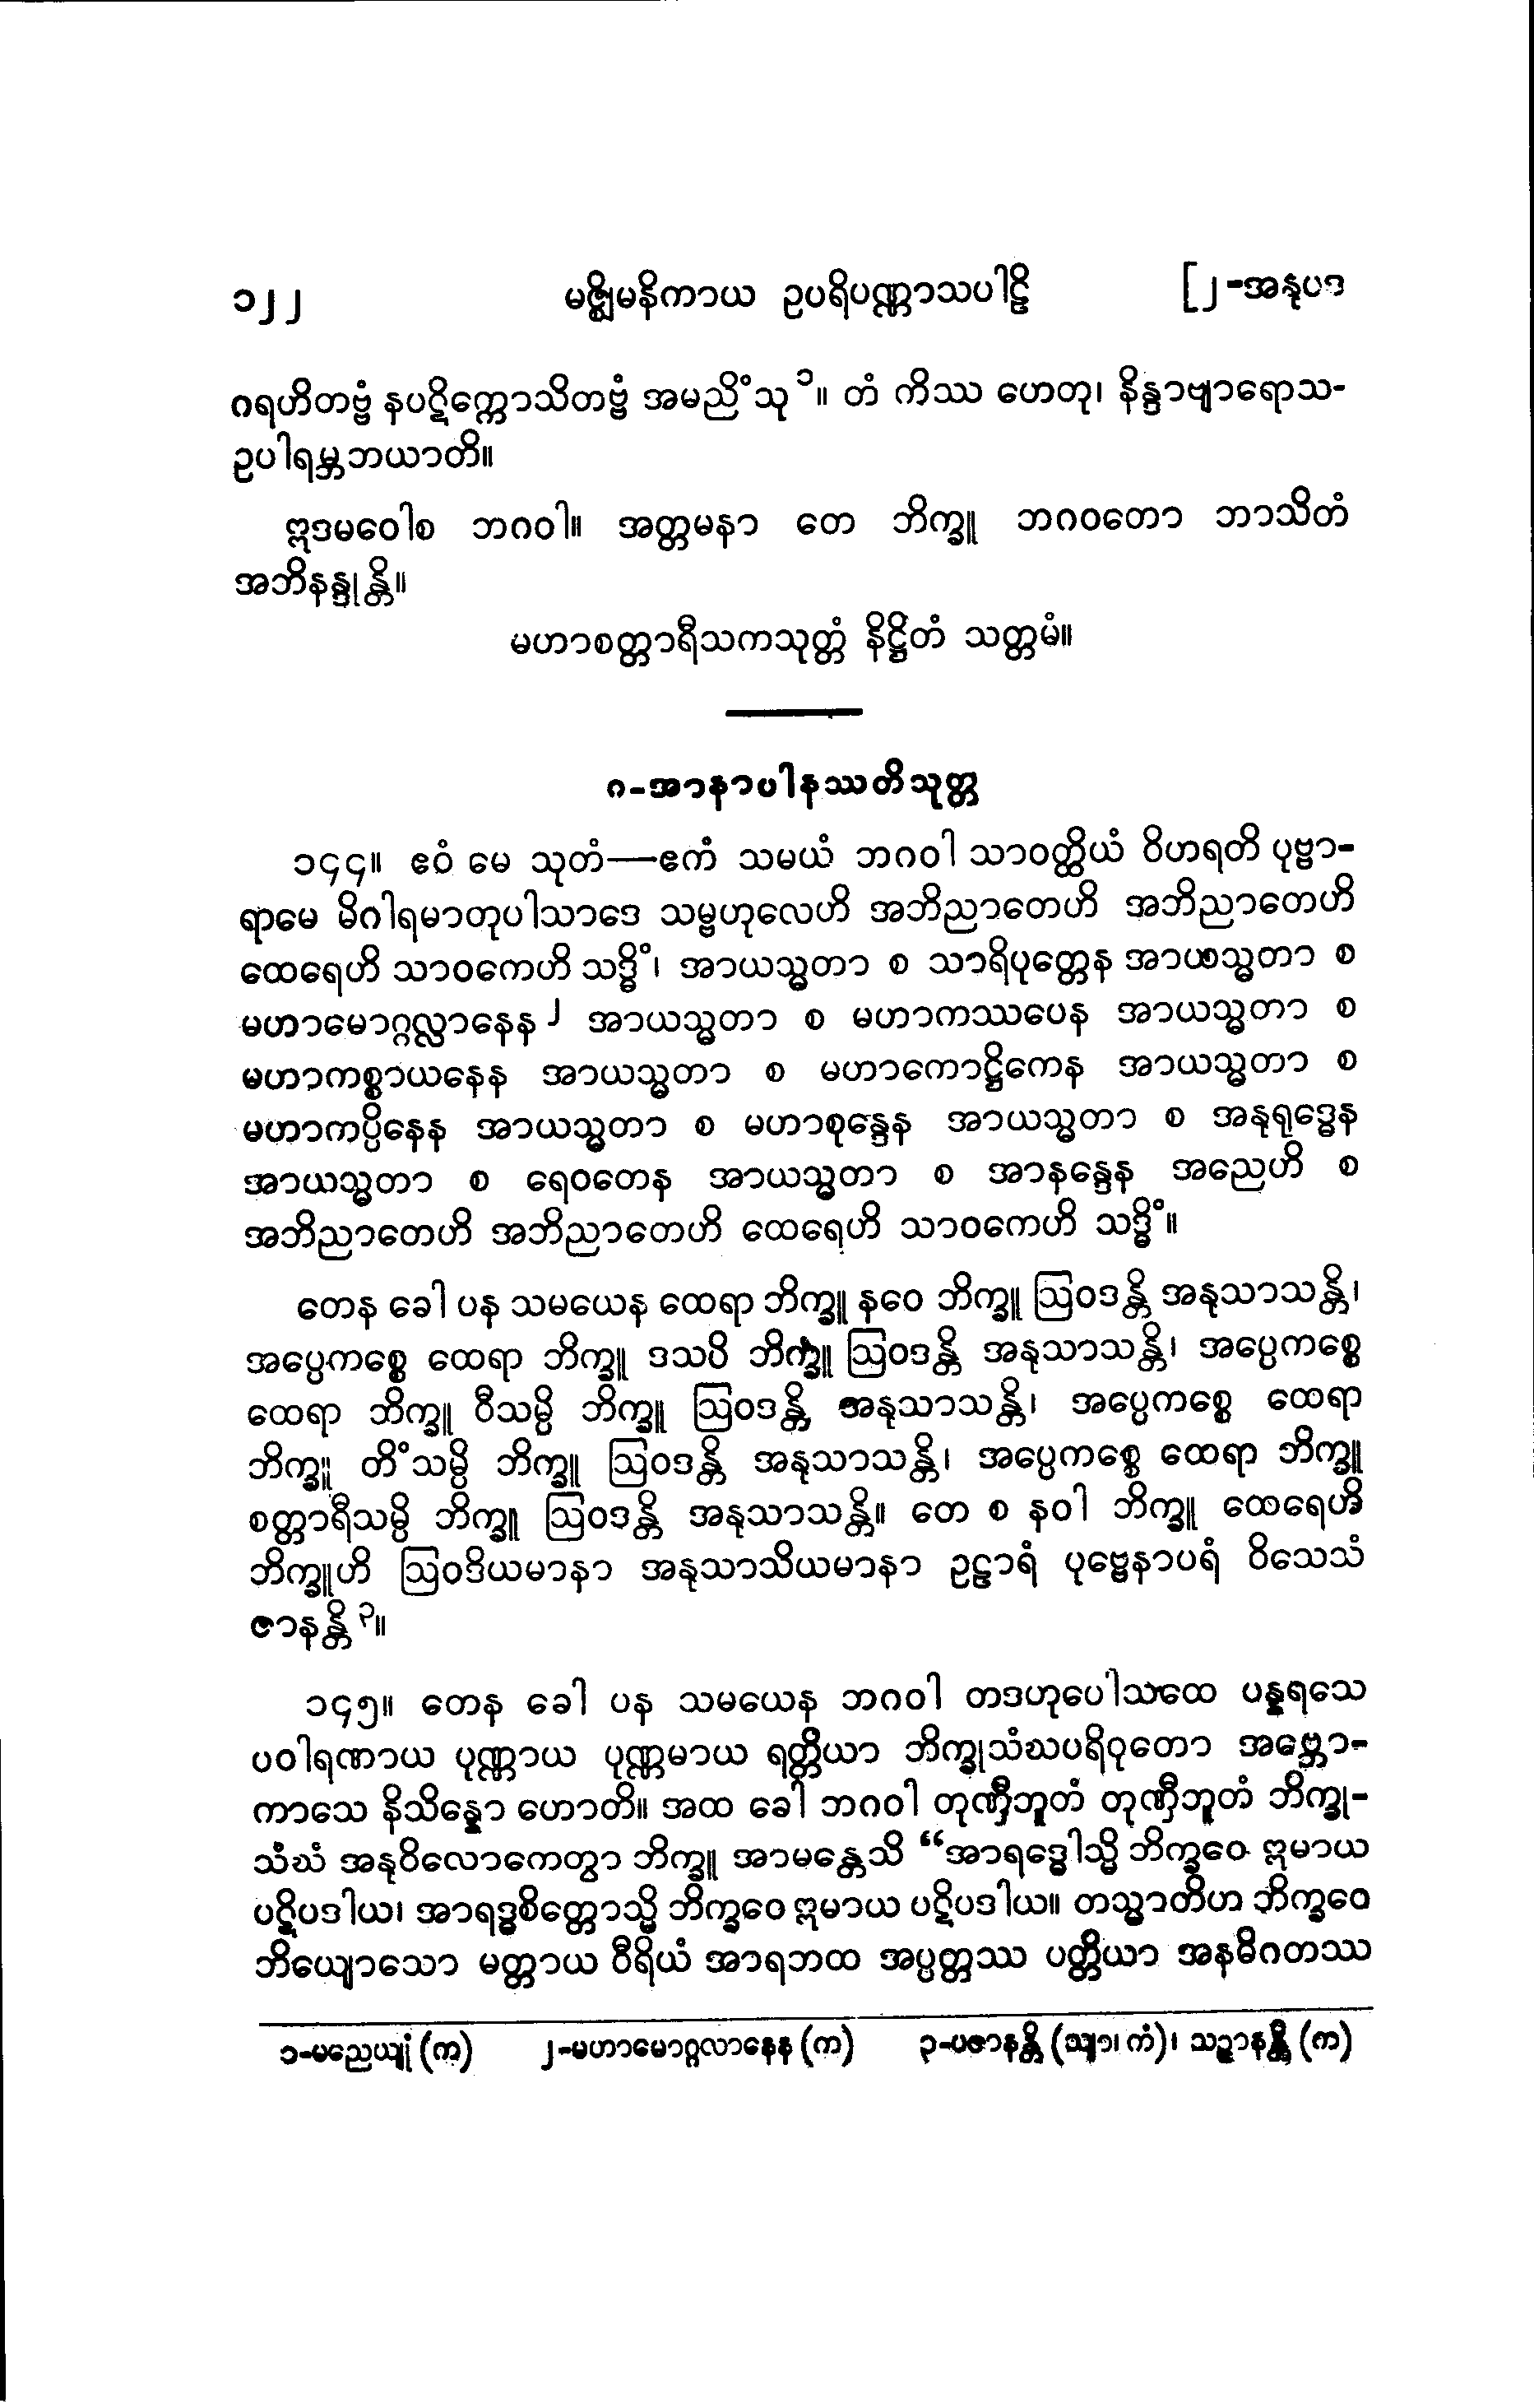 ၁၂၂ မဇ္ဈိမနိကာယ ဥပရိပဏ္ဏာသပါဠိ [၂-အနုပဒ
ဂရဟိတဗ္ဗံ နပဋိက္ကောသိတဗ္ဗံ အမညိံသု ၁။ တံ ကိဿ ဟေတု၊ နိန္ဒာဗျာရောသ-
ဥပါရမ္ဘဘယာတိ။
ဣဒမဝေါစ ဘဂဝါ။ အတ္တမနာ တေ ဘိက္ခူ ဘဂဝတော ဘာသိတံ
အဘိနန္ဒုန္တိ။
မဟာစတ္တာရီသကသုတ္တံ နိဋ္ဌိတံ သတ္တမံ။
ဂ-အာနာပါနဿတိသုတ္တ
၁၄၄။ ဧဝံ မေ သုတံ—ဧကံ သမယံ ဘဂဝါ သာဝတ္ထိယံ ဝိဟရတိ ပုဗ္ဗာ-
ရာမေ မိဂါရမာတုပါသာဒေ သမ္ဗဟုလေဟိ အဘိညာတေဟိ အဘိညာတေဟိ
ထေရေဟိ သာဝကေဟိ သဒ္ဓိံ၊ အာယသ္မတာ စ သာရိပုတ္တေန အာယသ္မတာ စ
မဟာမောဂ္ဂလ္လာနေန ၂ အာယသ္မတာ စ မဟာကဿပေန အာယသ္မတာ စ
မဟာကစ္စာယနေန အာယသ္မတာ စ မဟာကောဋ္ဌိကေန အာယသ္မတာ စ
မဟာကပ္ပိနေန အာယသ္မတာ စ မဟာစုန္ဒေန အာယသ္မတာ စ အနုရုဒ္ဓေန
အာယသ္မတာ စ ရေဝတေန အာယသ္မတာ စ အာနန္ဒေန အညေဟိ စ
အဘိညာတေဟိ အဘိညာတေဟိ ထေရေဟိ သာဝကေဟိ သဒ္ဓိံ။
တေန ခေါ ပန သမယေန ထေရာ ဘိက္ခူ နဝေ ဘိက္ခူ ဩဝဒန္တိ အနုသာသန္တိ၊
အပ္ပေကစ္စေ ထေရာ ဘိက္ခူ ဒသပိ ဘိက္ခူ ဩဝဒန္တိ အနုသာသန္တိ၊ အပ္ပေကစ္စေ
ထေရာ ဘိက္ခူ ဝီသမ္ပိ ဘိက္ခူ ဩဝဒန္တိ အနုသာသန္တိ၊ အပ္ပေကစ္စေ ထေရာ
ဘိက္ခူ တိံသမ္ပိ ဘိက္ခူ ဩဝဒန္တိ အနုသာသန္တိ၊ အပ္ပေကစ္စေ ထေရာ ဘိက္ခူ
စတ္တာရီသမ္ပိ ဘိက္ခူ ဩဝဒန္တိ အနုသာသန္တိ။ တေ စ နဝါ ဘိက္ခူ ထေရေဟိ
ဘိက္ခူဟိ ဩဝဒိယမာနာ အနုသာသိယမာနာ ဥဠာရံ ပုဗ္ဗေနာပရံ ဝိသေသံ
ဇာနန္တိ ၃။
၁၄၅။ တေန ခေါ ပန သမယေန ဘဂဝါ တဒဟုပေါသထေ ပန္နရသေ
ပဝါရဏာယ ပုဏ္ဏာယ ပုဏ္ဏမာယ ရတ္တိယာ ဘိက္ခုသံဃပရိဝုတော အဗ္ဘော-
ကာသေ နိသိန္နော ဟောတိ။ အထ ခေါ ဘဂဝါ တုဏှီဘူတံ တုဏှီဘူတံ ဘိက္ခု-
သံဃံ အနုဝိလောကေတွာ ဘိက္ခူ အာမန္တေသိ “အာရဒ္ဓေါသ္မိ ဘိက္ခဝေ ဣမာယ
ပဋိပဒါယ၊ အာရဒ္ဓစိတ္တောသ္မိ ဘိက္ခဝေ ဣမာယ ပဋိပဒါယ။ တသ္မာတိဟ ဘိက္ခဝေ
ဘိယျောသော မတ္တာယ ဝီရိယံ အာရဘထ အပ္ပတ္တဿ ပတ္တိယာ အနဓိဂတဿ
၁-မညေယျုံ (က) ၂-မဟာမောဂ္ဂလာနေန (က) ၃-ပဇာနန္တိ (သျာ၊ ကံ)၊ သဉ္ဇာနန္တိ (က)